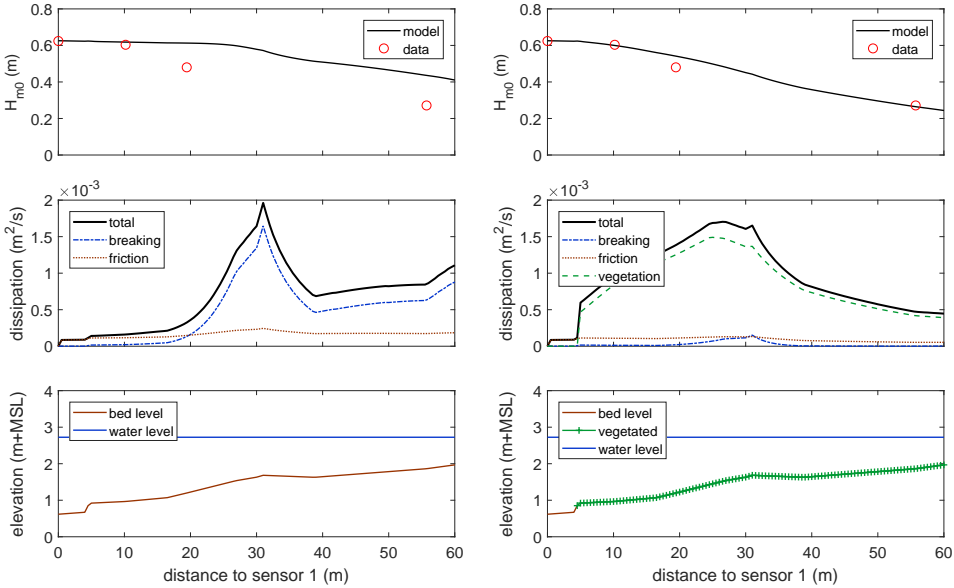 0.8
0.6
0.4
0.2
0
H_m0 (m)
model
data
0.8
0.6
0.4
0.2
0
H_m0 (m)
model
data
×10^-3
2
1.5
1
0.5
0
dissipation (m^2/s)
total
breaking
friction
×10^-3
2
1.5
1
0.5
0
dissipation (m^2/s)
total
breaking
friction
vegetation
4
3
2
1
0
elevation (m+MSL)
bed level
water level
0 10 20 30 40 50 60
distance to sensor 1 (m)
4
3
2
1
0
elevation (m+MSL)
bed level
vegetated
water level
0 10 20 30 40 50 60
distance to sensor 1 (m)